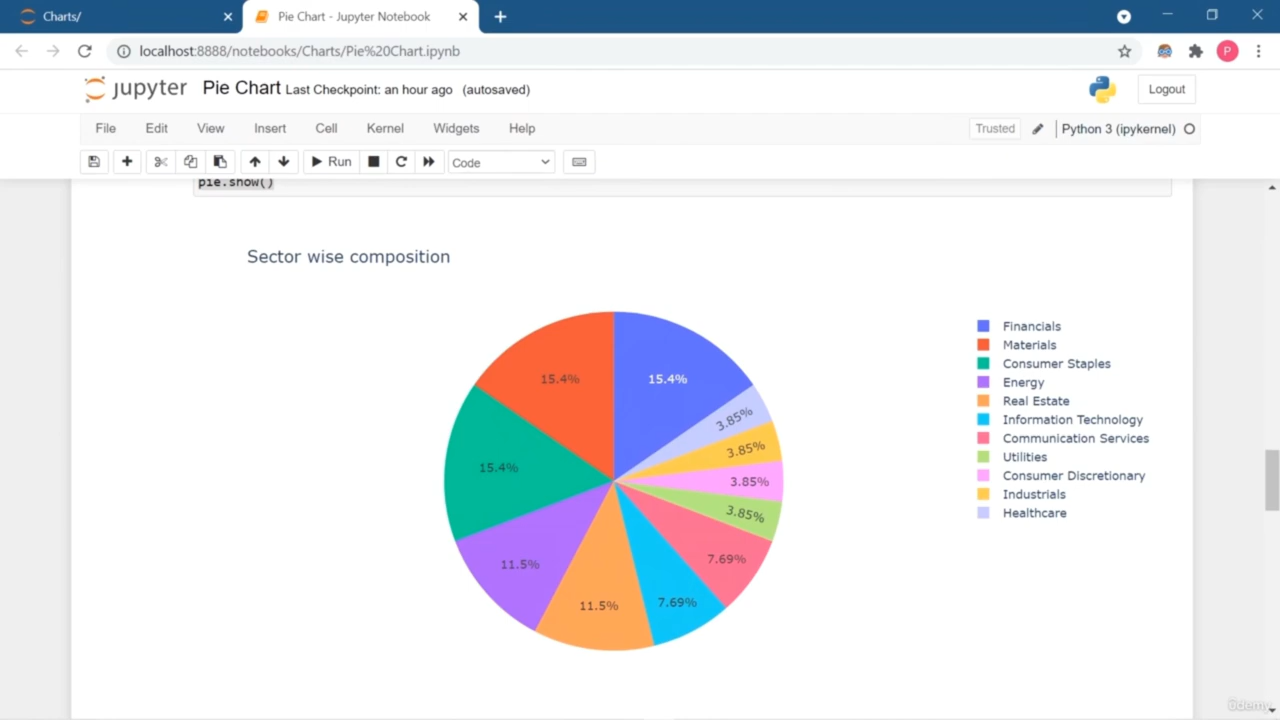 Charts/
Pie Chart - Jupyter Notebook
localhost:8888/notebooks/Charts/Pie%20Chart.ipynb
P
jupyter Pie Chart Last Checkpoint: an hour ago (autosaved)
Logout
File Edit View Insert Cell Kernel Widgets Help
Trusted
Python 3 (ipykernel)
Run
Code
pie.show()
Sector wise composition
15.4%
15.4%
3.85%
3.85%
15.4%
3.85%
3.85%
11.5%
7.69%
11.5%
7.69%
Financials
Materials
Consumer Staples
Energy
Real Estate
Information Technology
Communication Services
Utilities
Consumer Discretionary
Industrials
Healthcare
Udemy